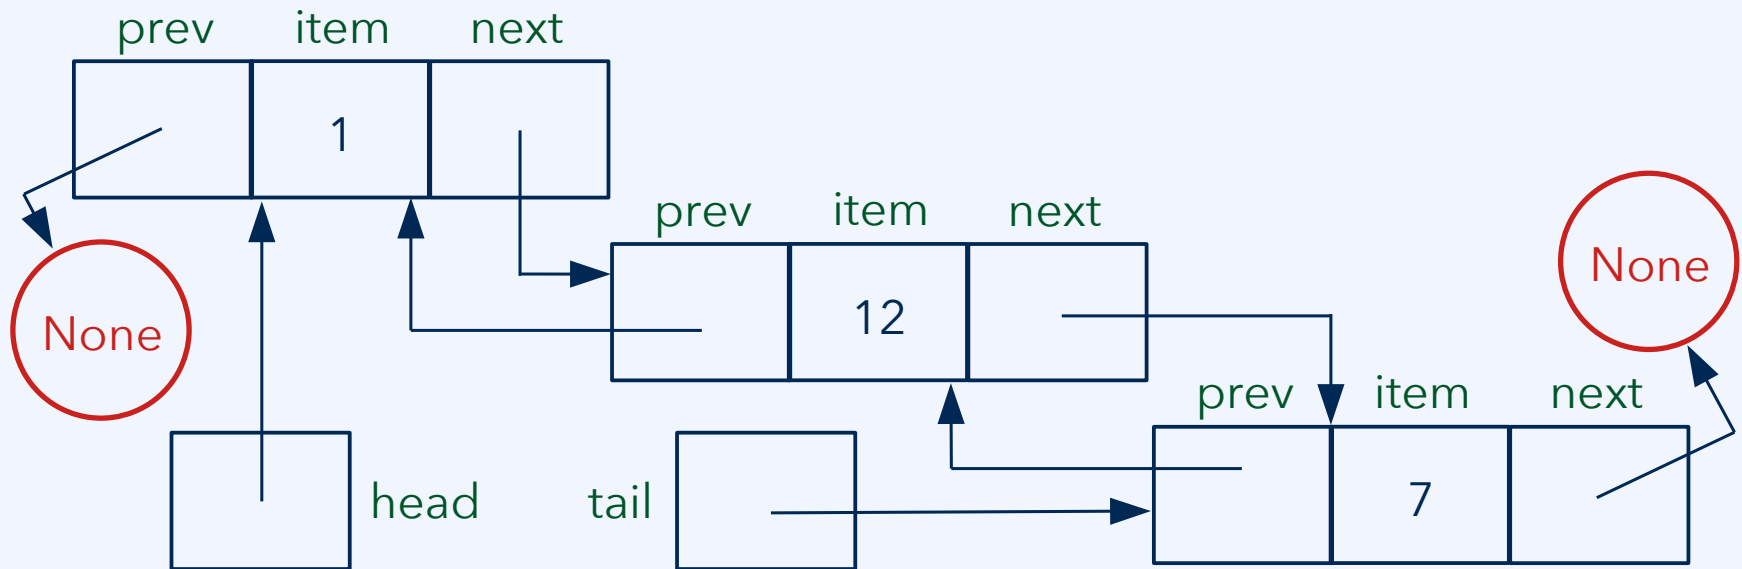 prev item next
1
prev item next
None
12
None
prev item next
head
tail
7